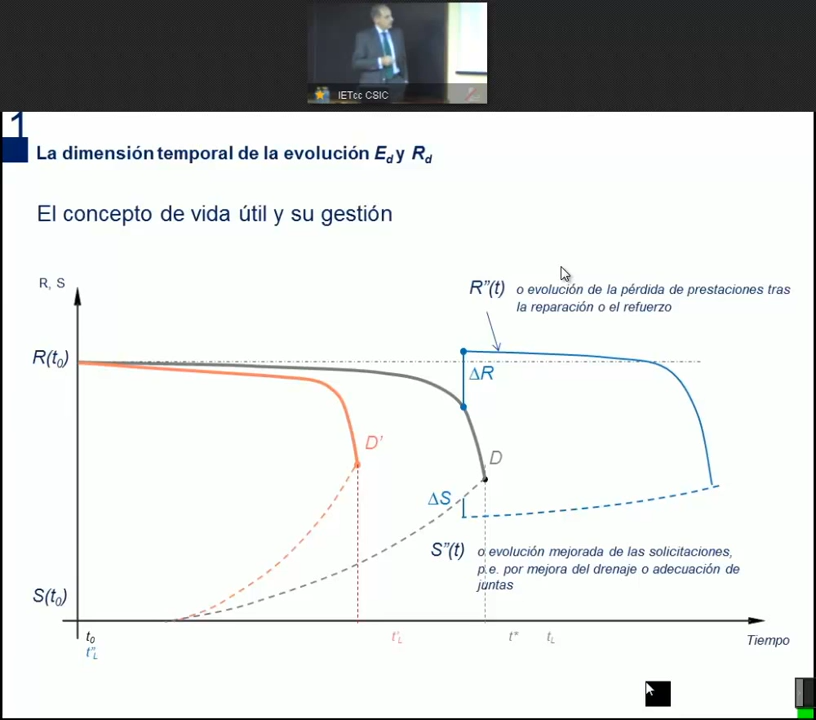 IETcc CSIC
1
La dimensión temporal de la evolución Ed y Rd
El concepto de vida útil y su gestión
R, S
R"(t) o evolución de la pérdida de prestaciones tras
la reparación o el refuerzo
R(t0)
ΔR
D'
D
ΔS
S"(t) o evolución mejorada de las solicitaciones,
p.e. por mejora del drenaje o adecuación de
juntas
S(t0)
t0
t'L
t*
tL
Tiempo
t"L